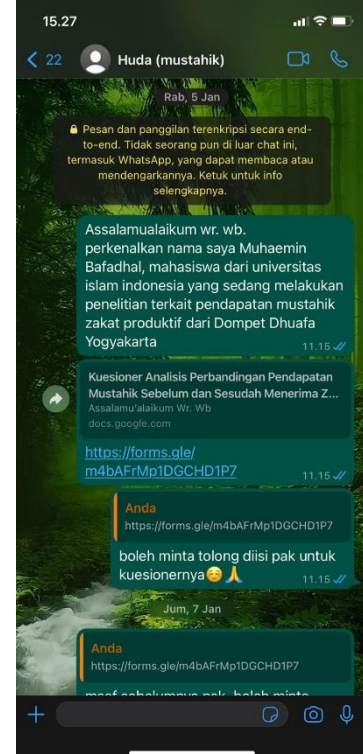 15.27
22
Huda (mustahik)
Rab, 5 Jan
Pesan dan panggilan terenkripsi secara end-
to-end. Tidak seorang pun di luar chat ini,
termasuk WhatsApp, yang dapat membaca atau
mendengarkannya. Ketuk untuk info
selengkapnya.
Assalamualaikum wr. wb.
perkenalkan nama saya Muhaemin
Bafadhal, mahasiswa dari universitas
islam indonesia yang sedang melakukan
penelitian terkait pendapatan mustahik
zakat produktif dari Dompet Dhuafa
Yogyakarta
11.15
Kuesioner Analisis Perbandingan Pendapatan
Mustahik Sebelum dan Sesudah Menerima Z...
Assalamu'alaikum Wr. Wb
docs.google.com
https://forms.gle/
m4bAFrMp1DGCHD1P7
11.15
Anda
https://forms.gle/m4bAFrMp1DGCHD1P7
boleh minta tolong diisi pak untuk
kuesionernya☺️🙏
11.15
Jum, 7 Jan
Anda
https://forms.gle/m4bAFrMp1DGCHD1P7
maaf sebelumnya pak, boleh minta